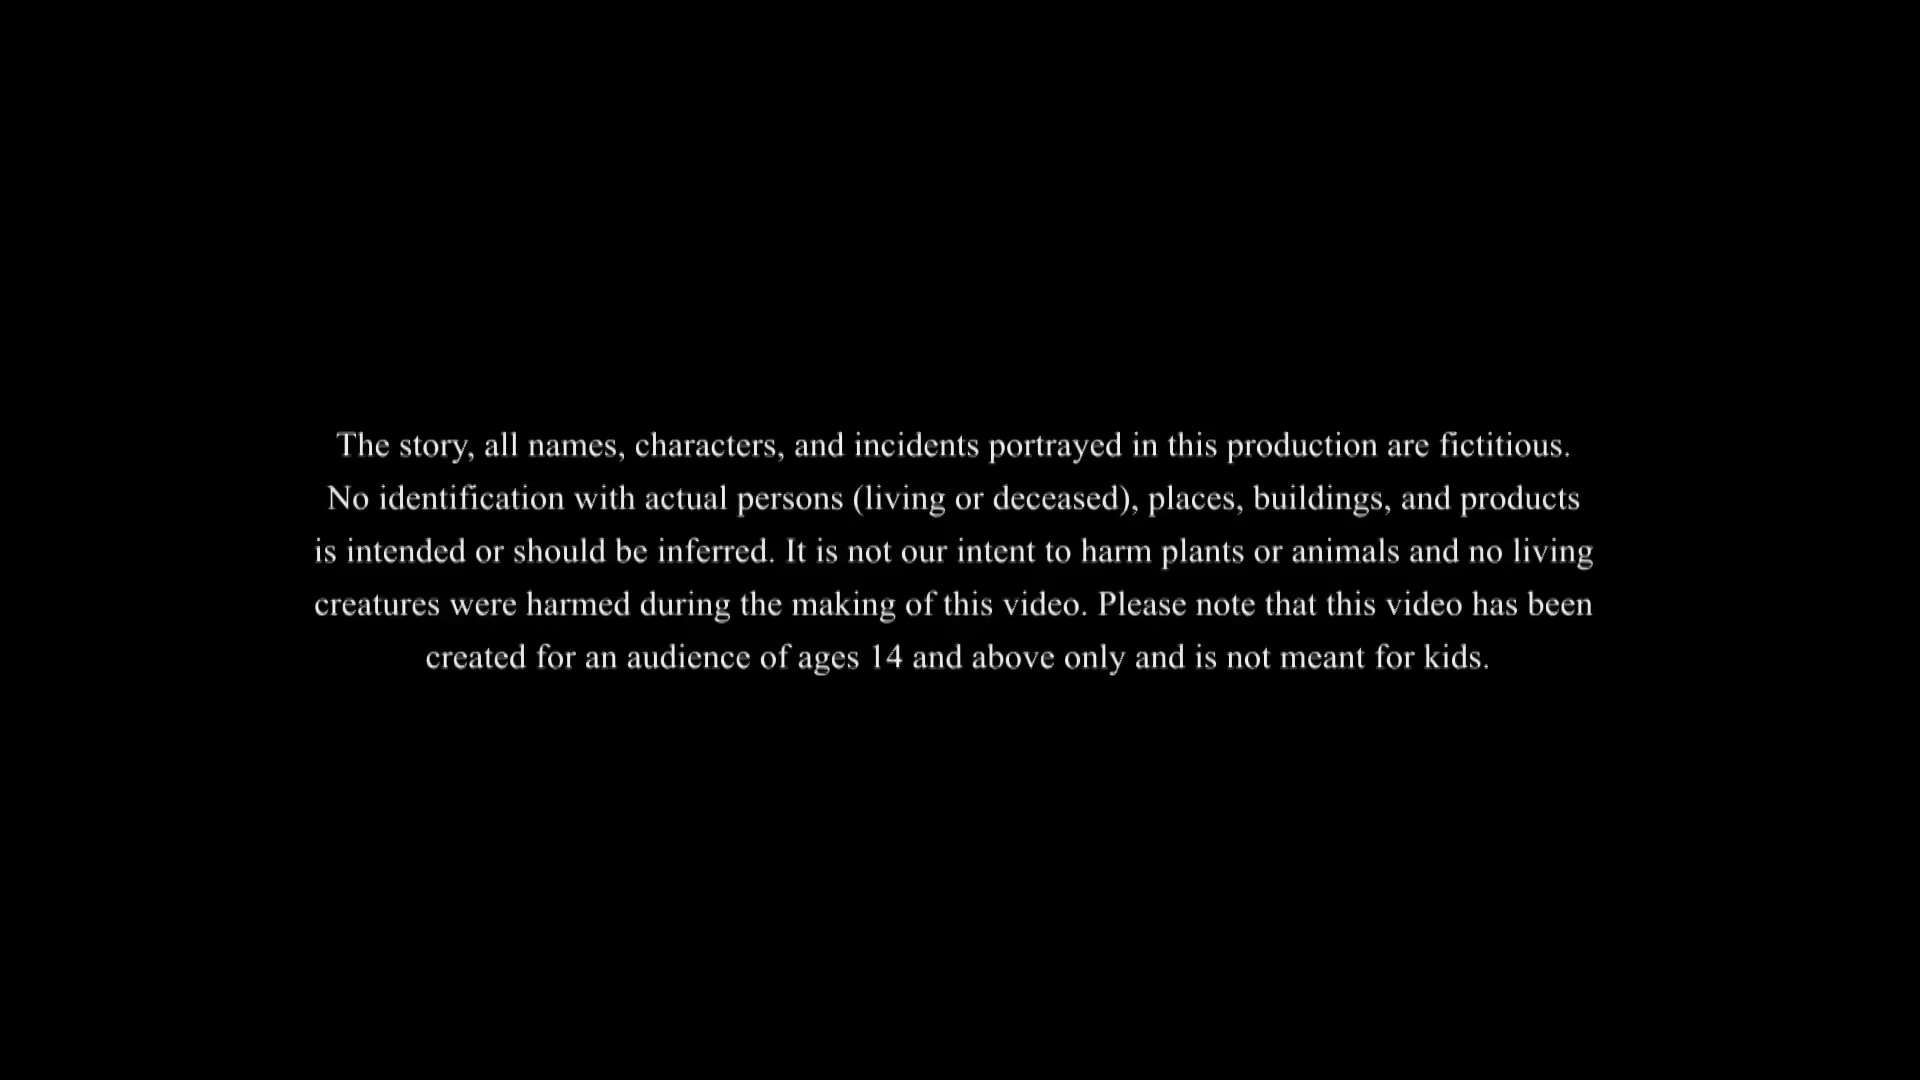 The story, all names, characters, and incidents portrayed in this production are fictitious.
No identification with actual persons (living or deceased), places, buildings, and products
is intended or should be inferred. It is not our intent to harm plants or animals and no living
creatures were harmed during the making of this video. Please note that this video has been
created for an audience of ages 14 and above only and is not meant for kids.